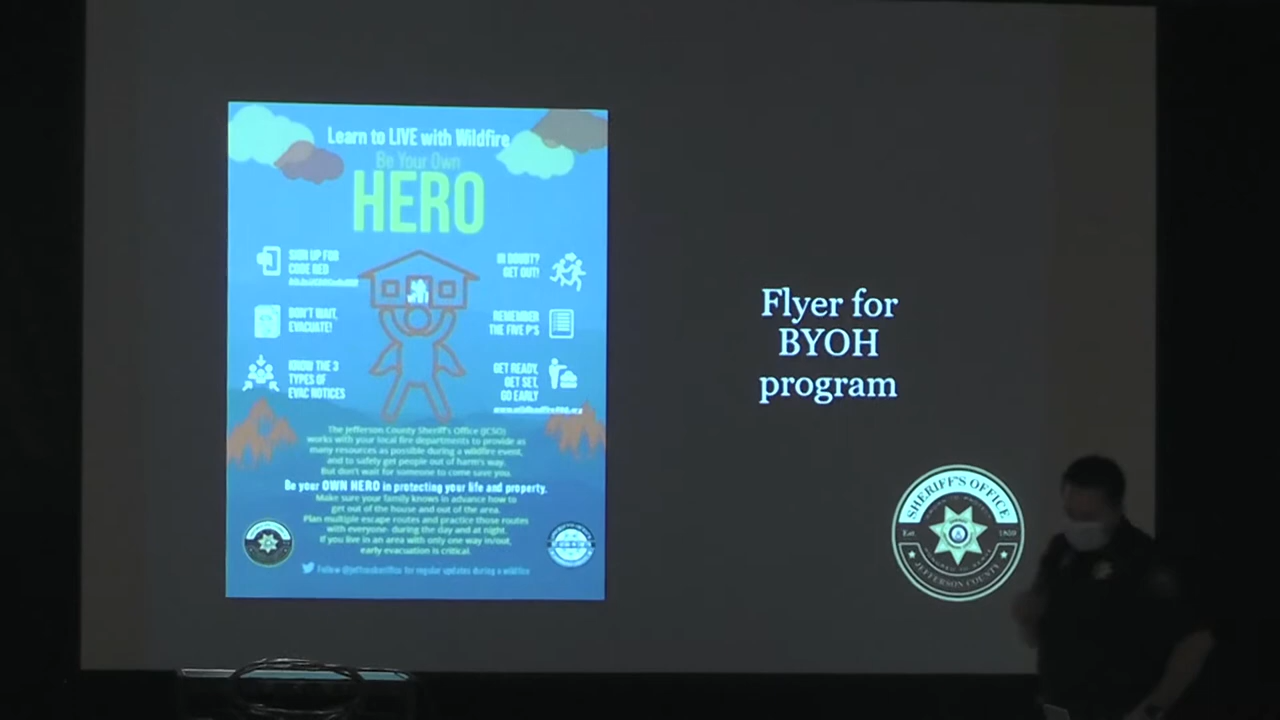 Learn to LIVE with Wildfire
Be Your Own
HERO
SIGN UP FOR
CODE RED
DON'T WAIT,
EVACUATE!
KNOW THE 3
TYPES OF
EVAC NOTICES
IN DOUBT?
GET OUT!
REMEMBER
THE FIVE P'S
GET READY,
GET SET,
GO EARLY
The Jefferson County Sheriff's Office (JCSO)
works with your local fire departments to provide as
many resources as possible during a wildfire event,
and to safely get people out of harm's way.
But don't wait for someone to come save you.
Be your OWN HERO in protecting your life and property.
Make sure your family knows in advance how to
get out of the house and out of the area.
Plan multiple escape routes and practice those routes
with everyone- during the day and at night.
If you live in an area with only one way in/out,
early evacuation is critical.
Follow @jeffcosheriffco for regular updates during a wildfire
Flyer for
BYOH
program
SHERIFF'S OFFICE
Est.
JEFFERSON COUNTY